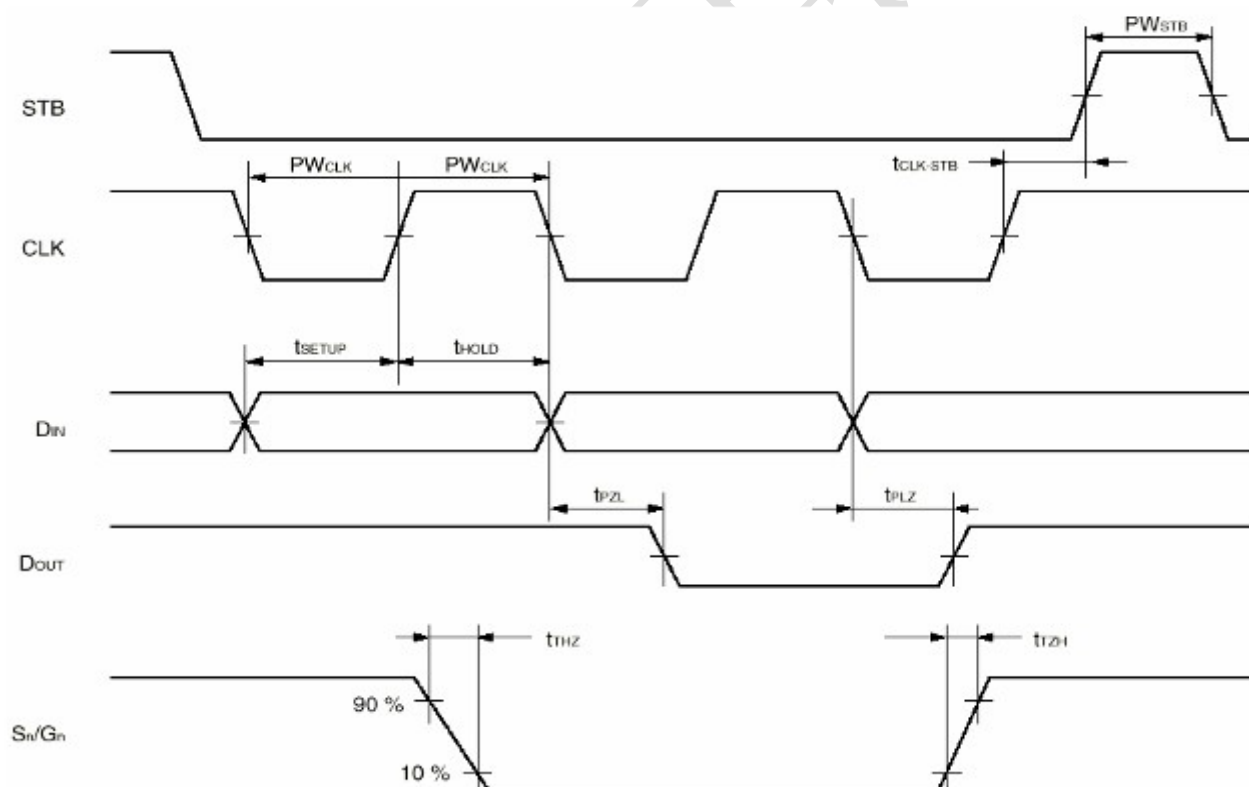 PWSTB
STB
tCLK-STB
PWCLK PWCLK
CLK
tSETUP tHOLD
DIN
tPZL tPLZ
DOUT
tTHZ tTZH
90 %
Sn/Gn
10 %